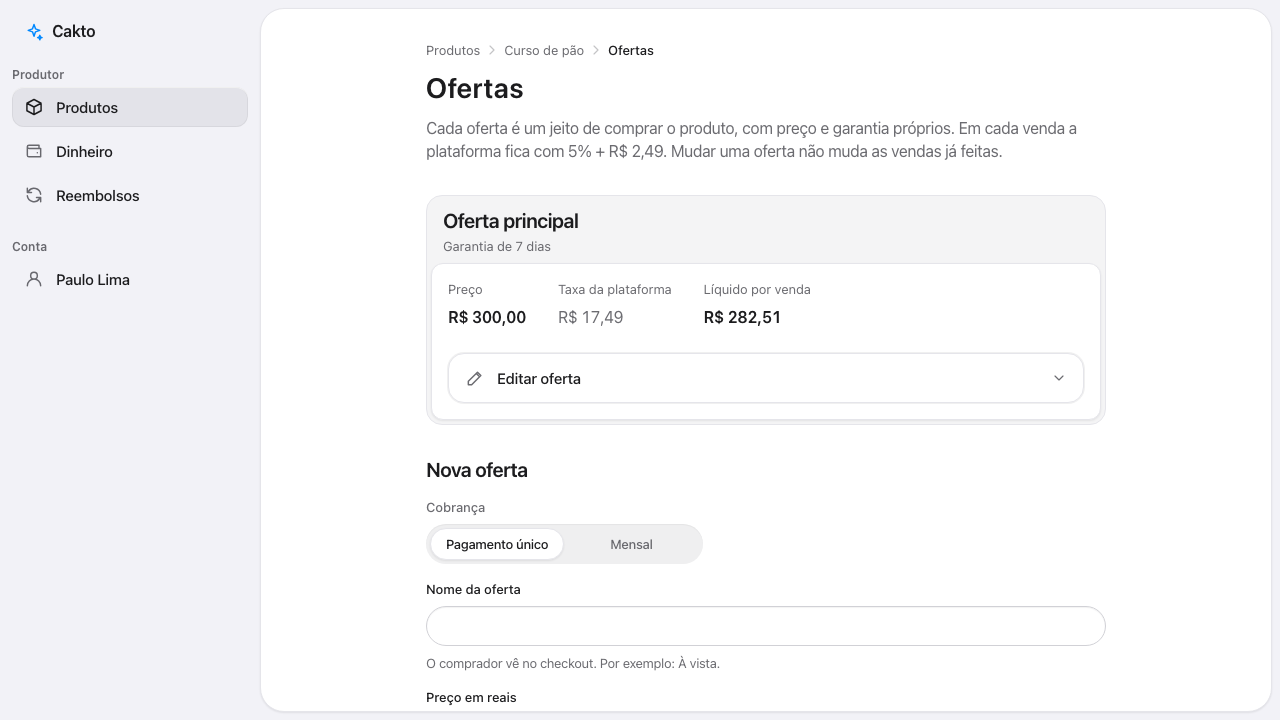 Cakto
Produtor
Produtos
Dinheiro
Reembolsos
Conta
Paulo Lima
Produtos
Curso de pão
Ofertas
Ofertas
Cada oferta é um jeito de comprar o produto, com preço e garantia próprios. Em cada venda a
plataforma fica com 5% + R$ 2,49. Mudar uma oferta não muda as vendas já feitas.
Oferta principal
Garantia de 7 dias
Preço
Taxa da plataforma
Líquido por venda
R$ 300,00
R$ 17,49
R$ 282,51
Editar oferta
Nova oferta
Cobrança
Pagamento único
Mensal
Nome da oferta
O comprador vê no checkout. Por exemplo: À vista.
Preço em reais